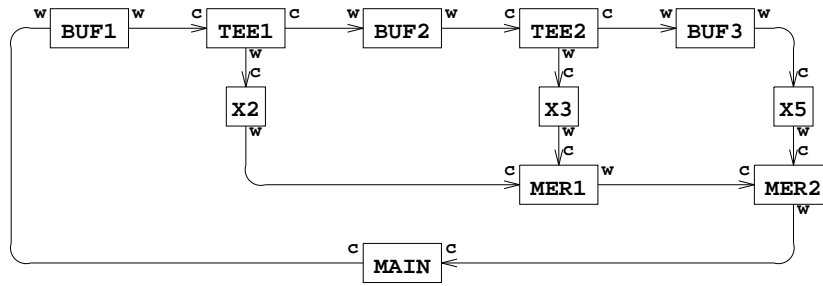 W BUF1 W C TEE1 C W BUF2 W C TEE2 C W BUF3 W
W W
C C C
X2 X3 X5
W W W
C C
C MER1 W C MER2
W
C MAIN C